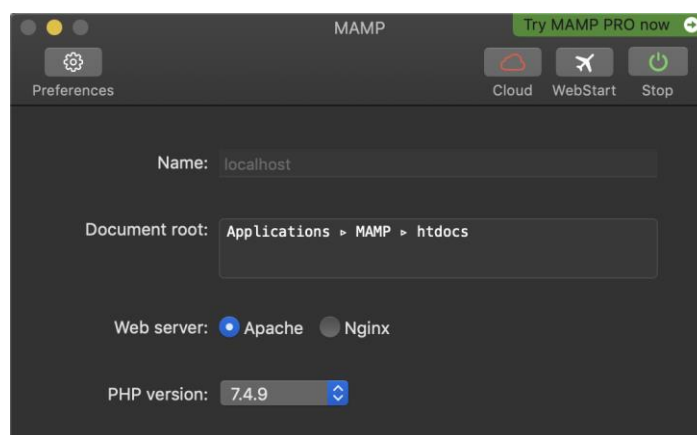 MAMP
Try MAMP PRO now
Preferences
Cloud WebStart Stop
Name: localhost
Document root: Applications ▹ MAMP ▹ htdocs
Web server: Apache Nginx
PHP version: 7.4.9